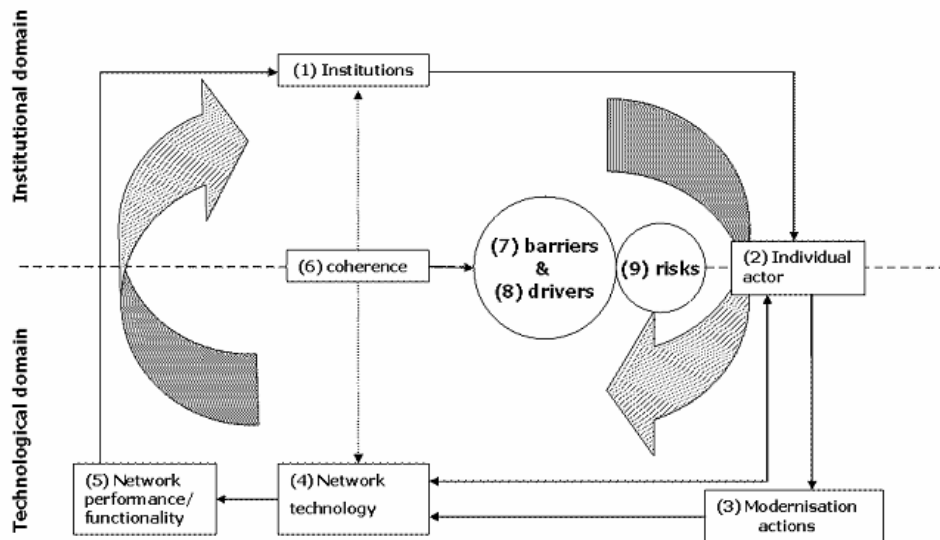 Institutional domain
(1) Institutions
(6) coherence
(7) barriers
&
(8) drivers
(9) risks
(2) Individual
actor
Technological domain
(5) Network
performance/
functionality
(4) Network
technology
(3) Modernisation
actions